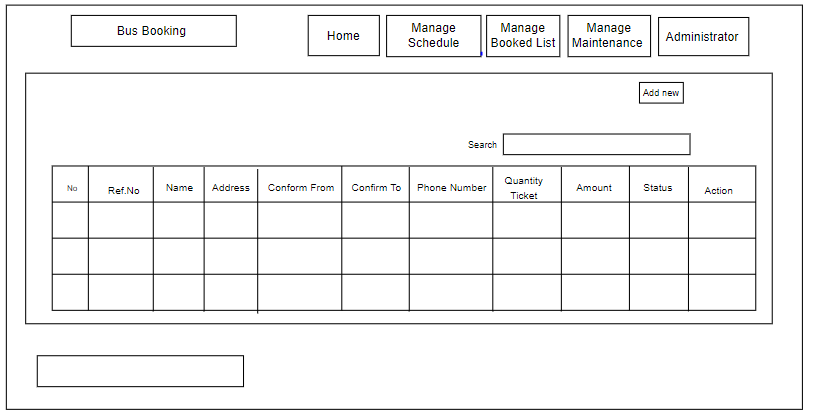 Bus Booking
Home
Manage
Schedule
Manage
Booked List
Manage
Maintenance
Administrator
Add new
Search
No
Ref.No
Name
Address
Conform From
Confirm To
Phone Number
Quantity
Ticket
Amount
Status
Action